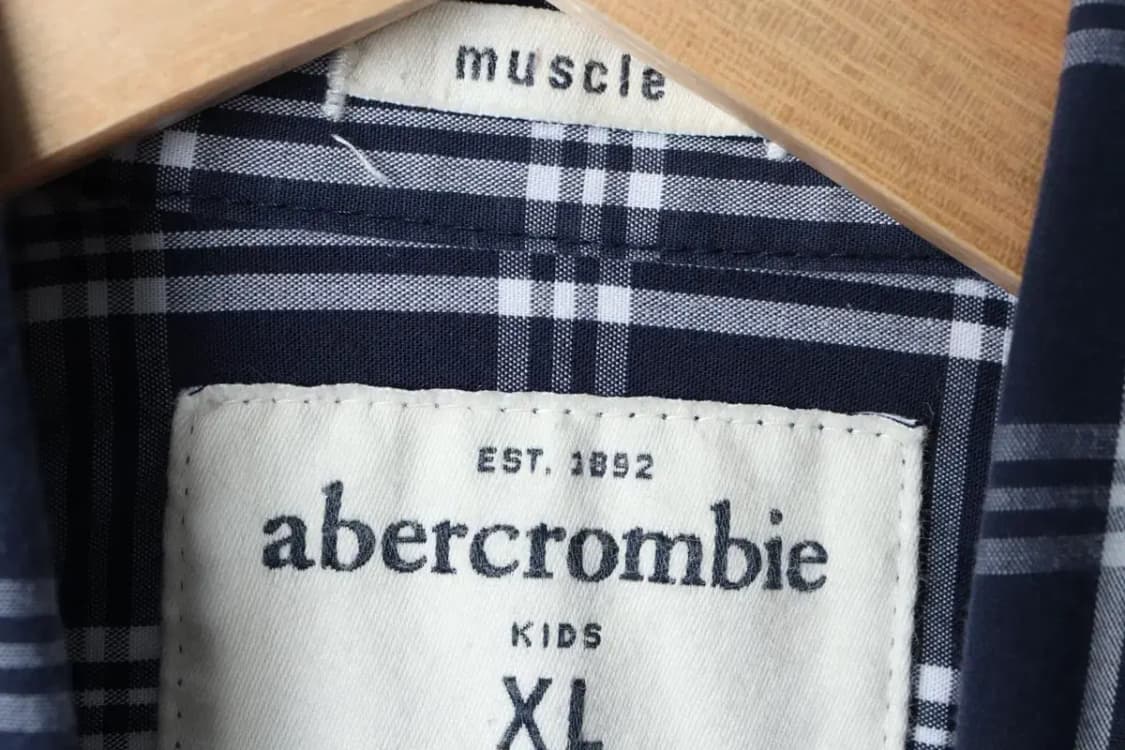 muscle
EST. 1892
abercrombie
KIDS
XL